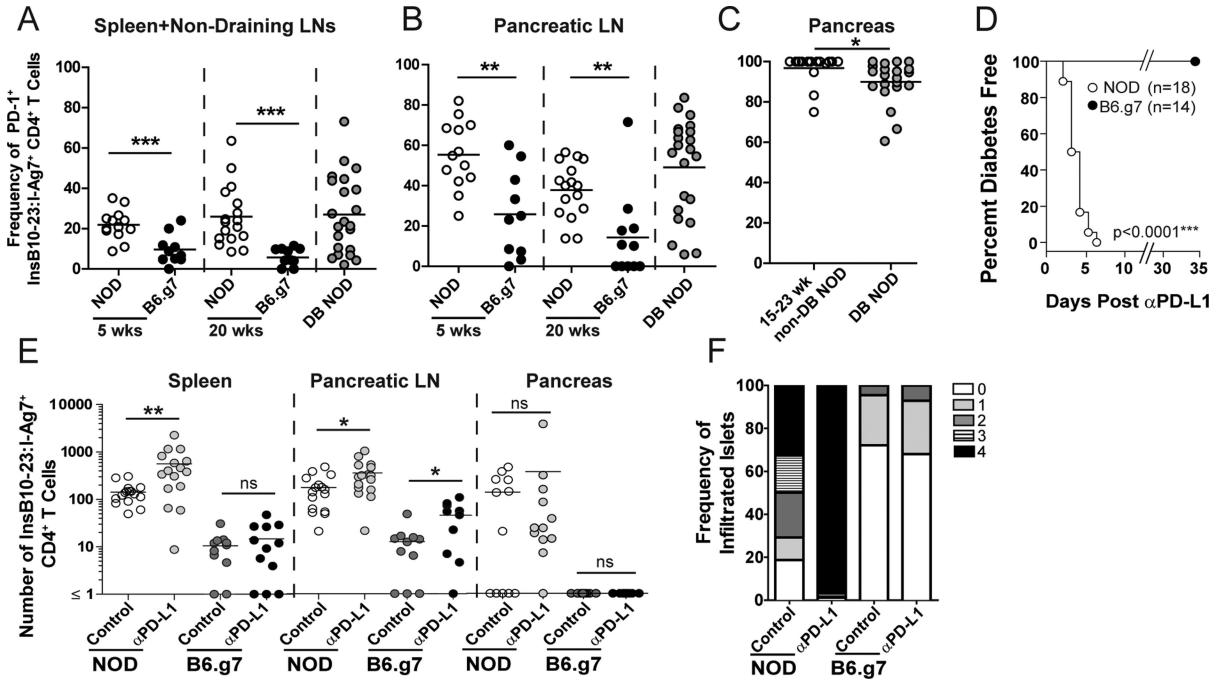 A
Spleen+Non-Draining LNs
Frequency of PD-1⁺
InsB10-23:I-Ag7⁺ CD4⁺ T Cells
100
80
60
40
20
0
***
***
NOD
B6.g7
NOD
B6.g7
DB NOD
5 wks
20 wks
B
Pancreatic LN
100
80
60
40
20
0
**
**
NOD
B6.g7
NOD
B6.g7
DB NOD
5 wks
20 wks
C
Pancreas
*
100
80
60
40
20
0
15-23 wk
non-DB NOD
DB NOD
D
Percemt Diabetes Free
100
80
60
40
20
0
NOD (n=18)
B6.g7 (n=14)
p<0.0001***
0
5
10
30
35
Days Post αPD-L1
E
Spleen
Pancreatic LN
Pancreas
Number of InsB10-23:I-Ag7⁺
CD4⁺ T Cells
10000
1000
100
10
≤ 1
**
ns
*
*
ns
ns
Control
αPD-L1
Control
αPD-L1
Control
αPD-L1
Control
αPD-L1
Control
αPD-L1
Control
αPD-L1
NOD
B6.g7
NOD
B6.g7
NOD
B6.g7
F
Frequency of
Infiltrated Islets
100
80
60
40
20
0
0
1
2
3
4
Control
αPD-L1
Control
αPD-L1
NOD
B6.g7